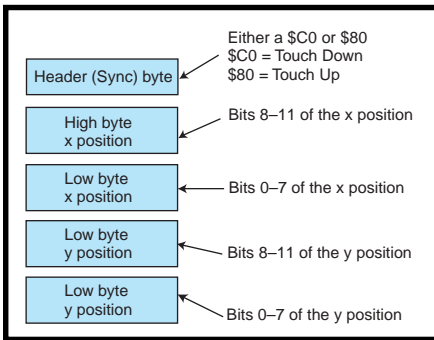 Either a $C0 or $80
$C0 = Touch Down
$80 = Touch Up
Header (Sync) byte
High byte
x position
Bits 8–11 of the x position
Low byte
x position
Bits 0–7 of the x position
Low byte
y position
Bits 8–11 of the y position
Low byte
y position
Bits 0–7 of the y position